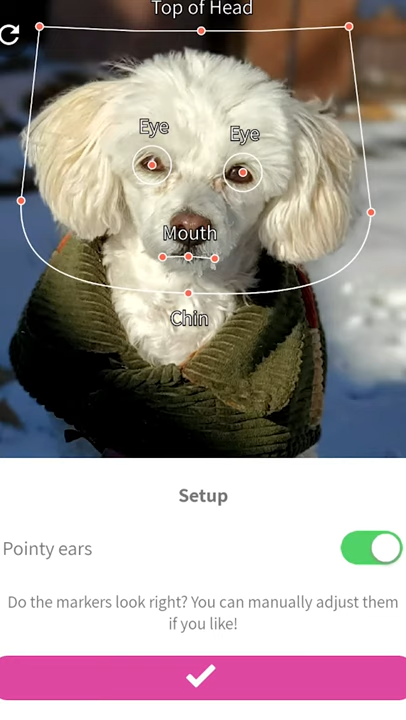 Top of Head
Eye
Eye
Mouth
Chin
Setup
Pointy ears
Do the markers look right? You can manually adjust them
if you like!